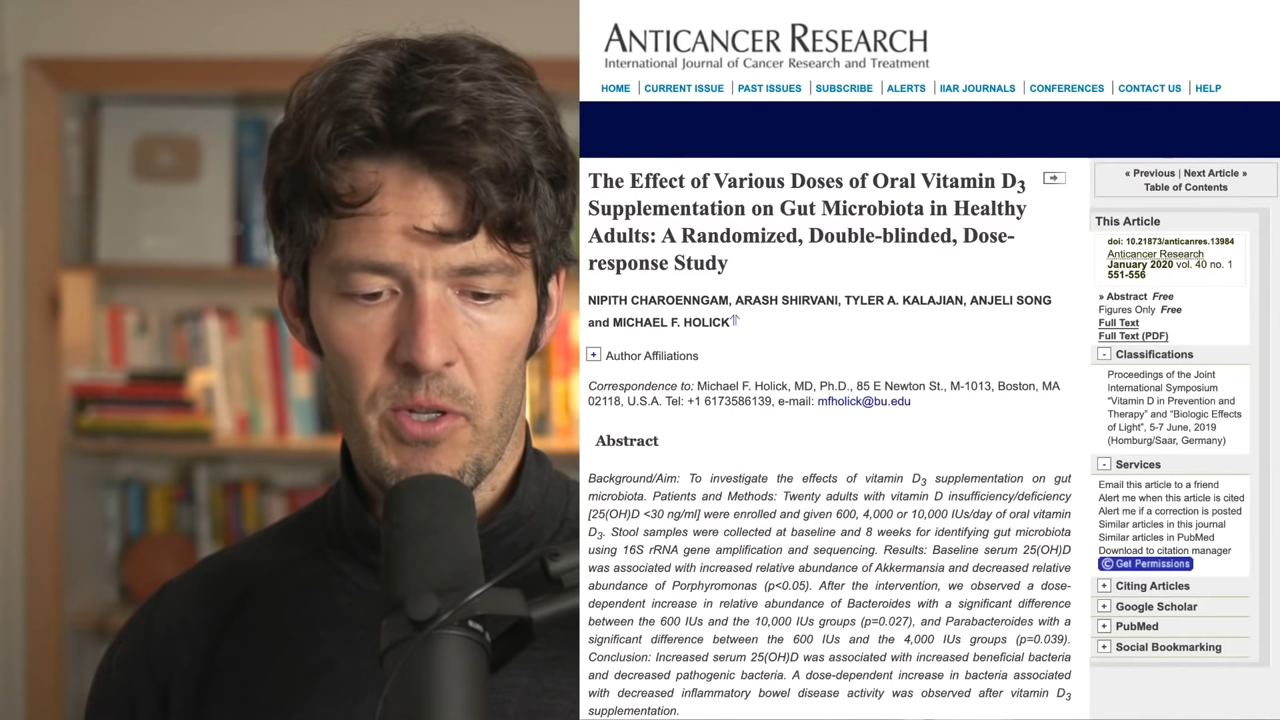 ANTICANCER RESEARCH
International Journal of Cancer Research and Treatment
HOME CURRENT ISSUE PAST ISSUES SUBSCRIBE ALERTS IIAR JOURNALS CONFERENCES CONTACT US HELP
The Effect of Various Doses of Oral Vitamin D3
Supplementation on Gut Microbiota in Healthy
Adults: A Randomized, Double-blinded, Dose-
response Study
NIPITH CHAROENNGAM, ARASH SHIRVANI, TYLER A. KALAJIAN, ANJELI SONG
and MICHAEL F. HOLICK⇑
+ Author Affiliations
Correspondence to: Michael F. Holick, MD, Ph.D., 85 E Newton St., M-1013, Boston, MA
02118, U.S.A. Tel: +1 6173586139, e-mail: mfholick@bu.edu
Abstract
Background/Aim: To investigate the effects of vitamin D3 supplementation on gut
microbiota. Patients and Methods: Twenty adults with vitamin D insufficiency/deficiency
[25(OH)D <30 ng/ml] were enrolled and given 600, 4,000 or 10,000 IUs/day of oral vitamin
D3. Stool samples were collected at baseline and 8 weeks for identifying gut microbiota
using 16S rRNA gene amplification and sequencing. Results: Baseline serum 25(OH)D
was associated with increased relative abundance of Akkermansia and decreased relative
abundance of Porphyromonas (p<0.05). After the intervention, we observed a dose-
dependent increase in relative abundance of Bacteroides with a significant difference
between the 600 IUs and the 10,000 IUs groups (p=0.027), and Parabacteroides with a
significant difference between the 600 IUs and the 4,000 IUs groups (p=0.039).
Conclusion: Increased serum 25(OH)D was associated with increased beneficial bacteria
and decreased pathogenic bacteria. A dose-dependent increase in bacteria associated
with decreased inflammatory bowel disease activity was observed after vitamin D3
supplementation.
« Previous | Next Article »
Table of Contents
This Article
doi: 10.21873/anticanres.13984
Anticancer Research
January 2020 vol. 40 no. 1
551-556
» Abstract Free
Figures Only Free
Full Text
Full Text (PDF)
- Classifications
Proceedings of the Joint
International Symposium
“Vitamin D in Prevention and
Therapy” and “Biologic Effects
of Light”, 5-7 June, 2019
(Homburg/Saar, Germany)
- Services
Email this article to a friend
Alert me when this article is cited
Alert me if a correction is posted
Similar articles in this journal
Similar articles in PubMed
Download to citation manager
© Get Permissions
+ Citing Articles
+ Google Scholar
+ PubMed
+ Social Bookmarking